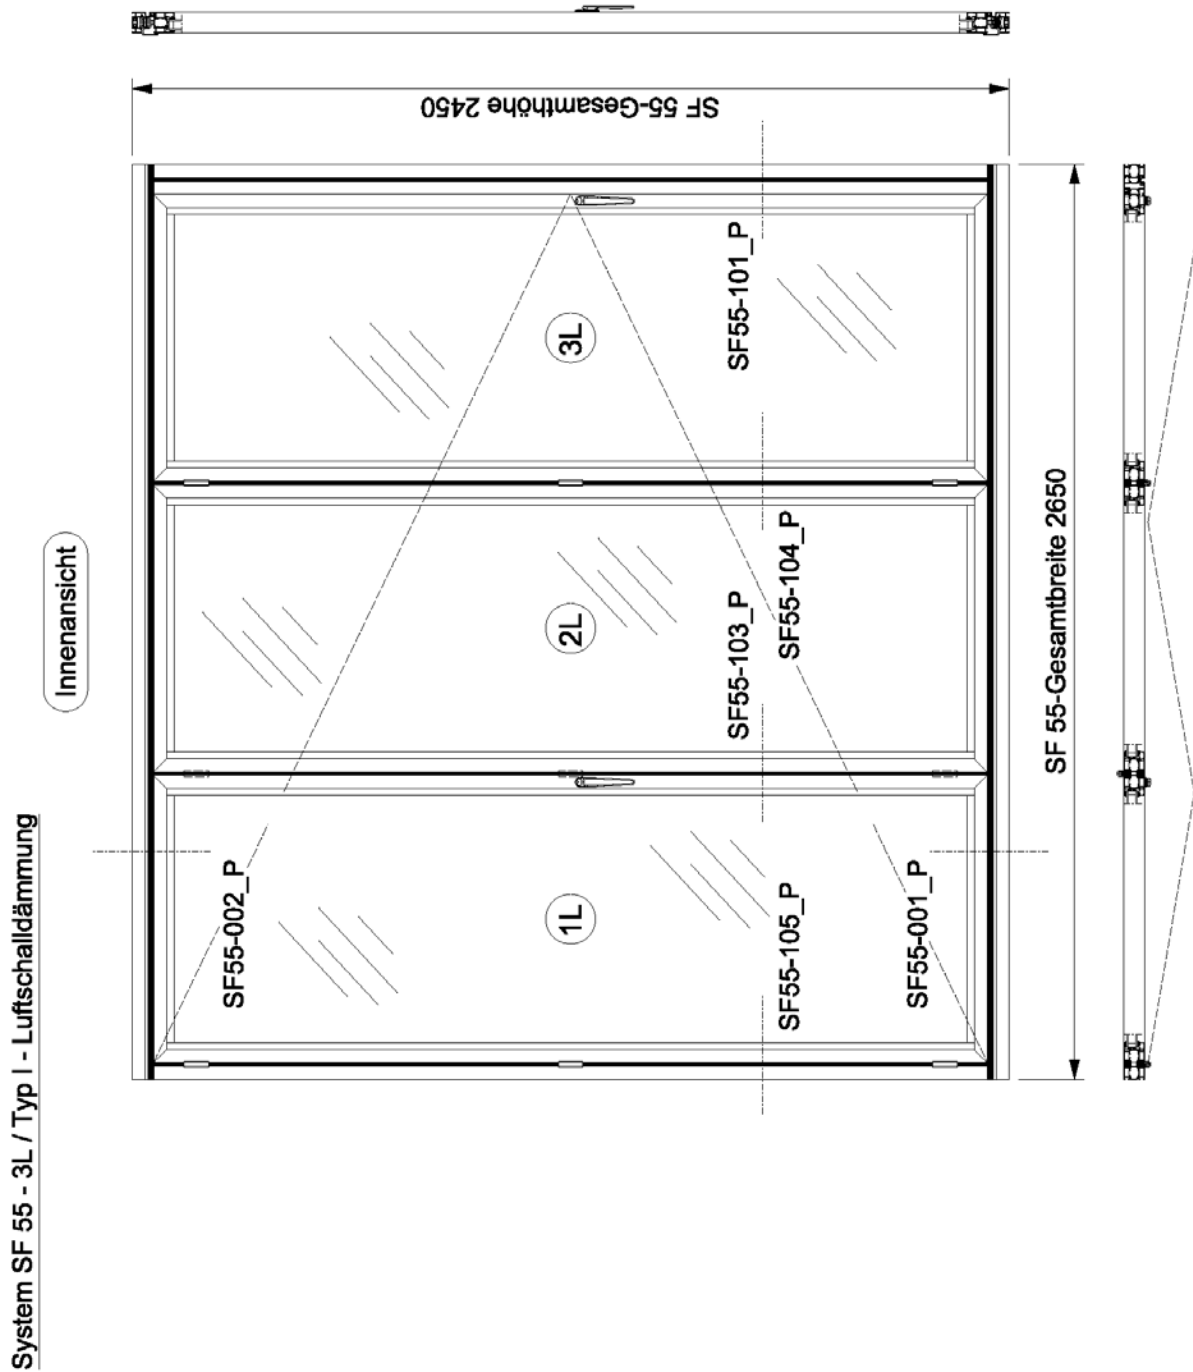 System SF 55 - 3L / Typ I - Luftschalldämmung
Innenansicht
SF55-002_P
1L
2L
3L
SF55-105_P
SF55-103_P
SF55-104_P
SF55-101_P
SF55-001_P
SF 55-Gesamtbreite 2650
SF 55-Gesamthöhe 2450